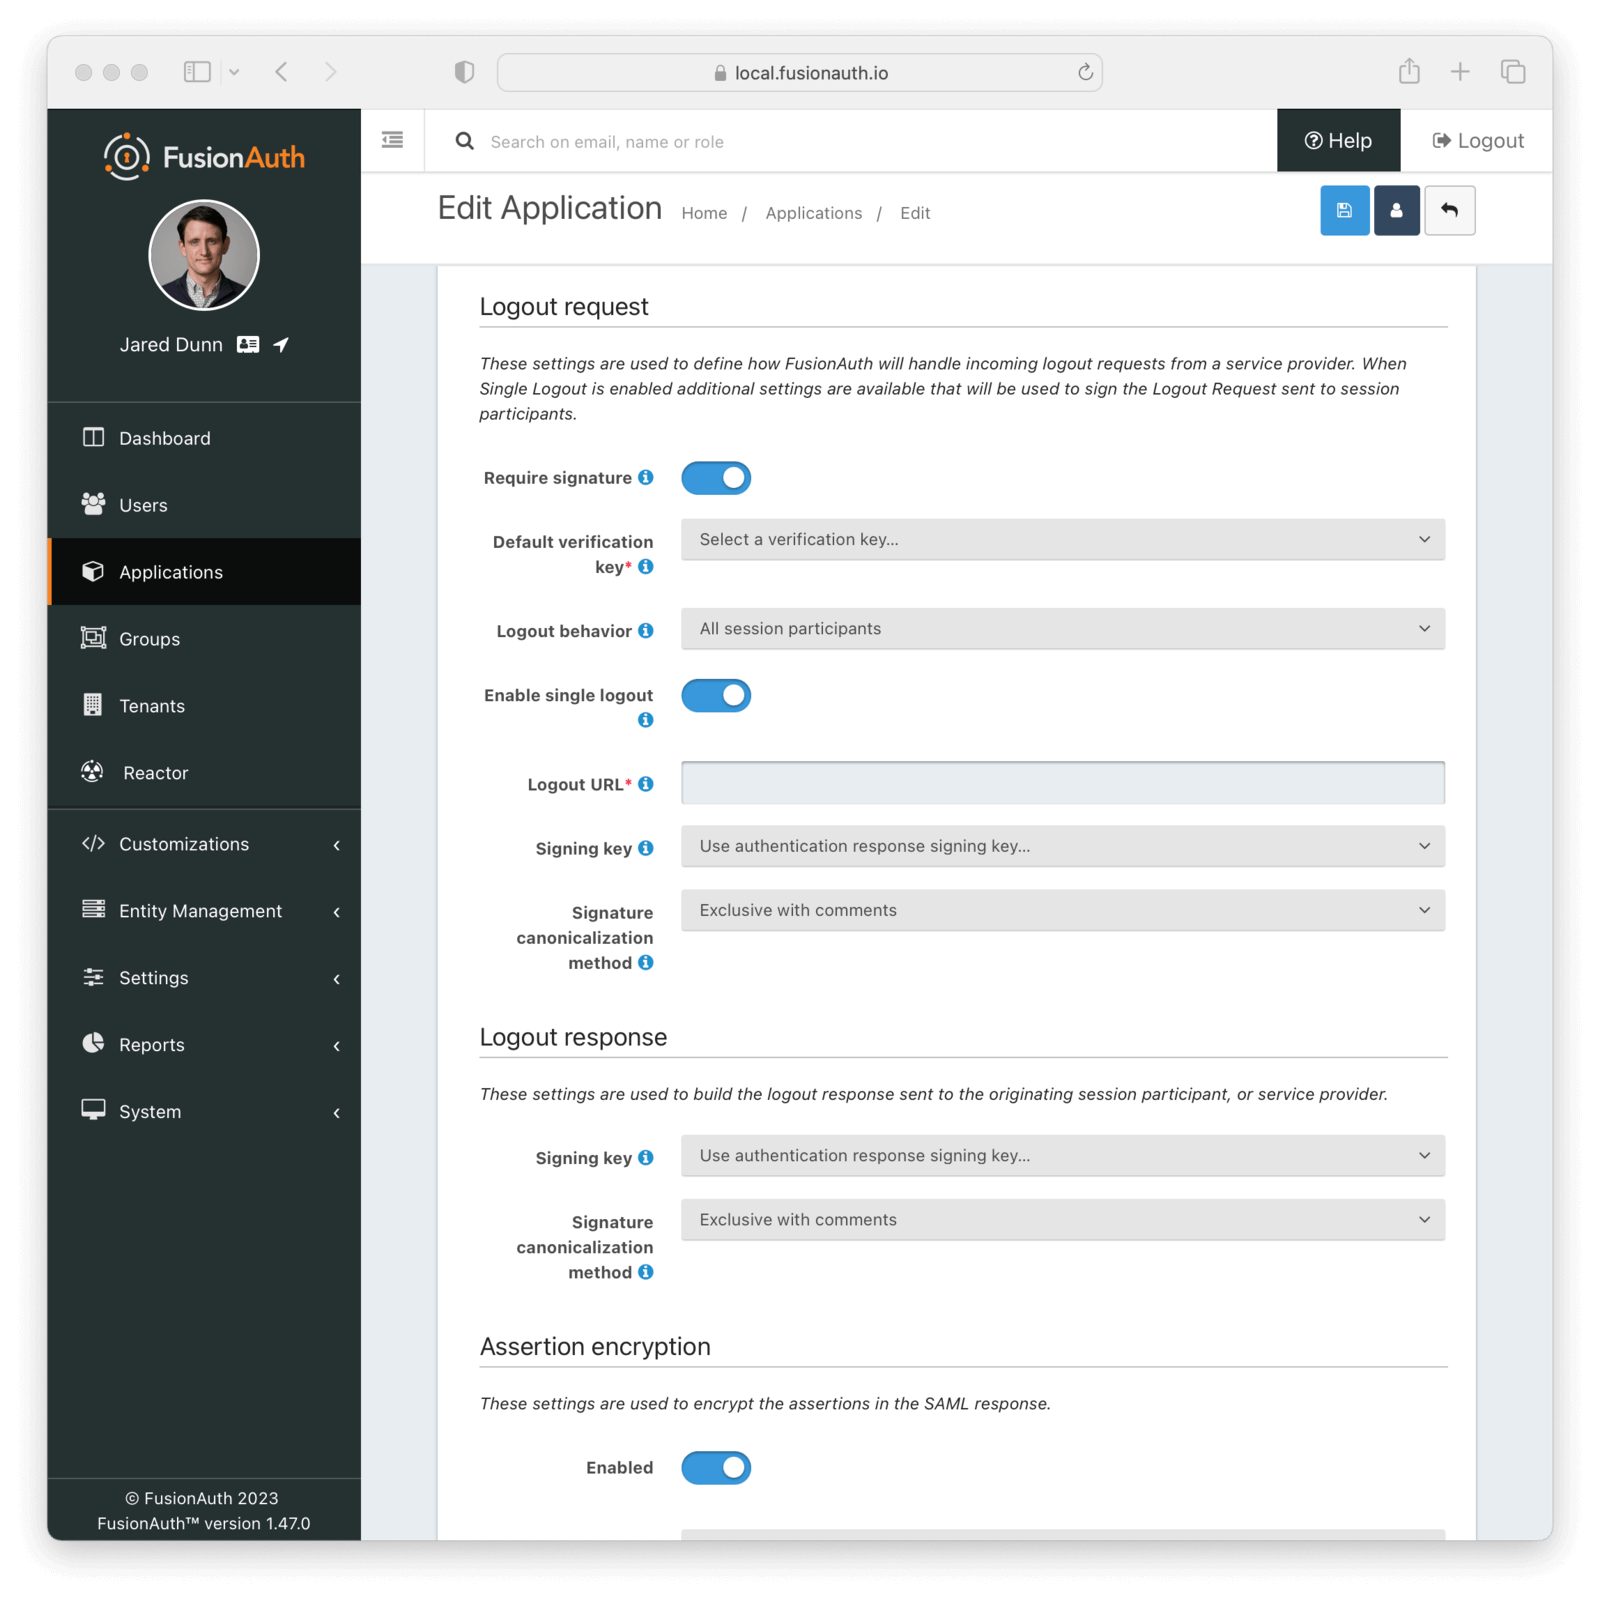 local.fusionauth.io
FusionAuth
Search on email, name or role
Help
Logout
Edit Application
Home / Applications / Edit
Jared Dunn
Dashboard
Users
Applications
Groups
Tenants
Reactor
Customizations
Entity Management
Settings
Reports
System
© FusionAuth 2023
FusionAuth™ version 1.47.0
Logout request
These settings are used to define how FusionAuth will handle incoming logout requests from a service provider. When
Single Logout is enabled additional settings are available that will be used to sign the Logout Request sent to session
participants.
Require signature
Default verification
key*
Select a verification key...
Logout behavior
All session participants
Enable single logout
Logout URL*
Signing key
Use authentication response signing key...
Signature
canonicalization
method
Exclusive with comments
Logout response
These settings are used to build the logout response sent to the originating session participant, or service provider.
Signing key
Use authentication response signing key...
Signature
canonicalization
method
Exclusive with comments
Assertion encryption
These settings are used to encrypt the assertions in the SAML response.
Enabled